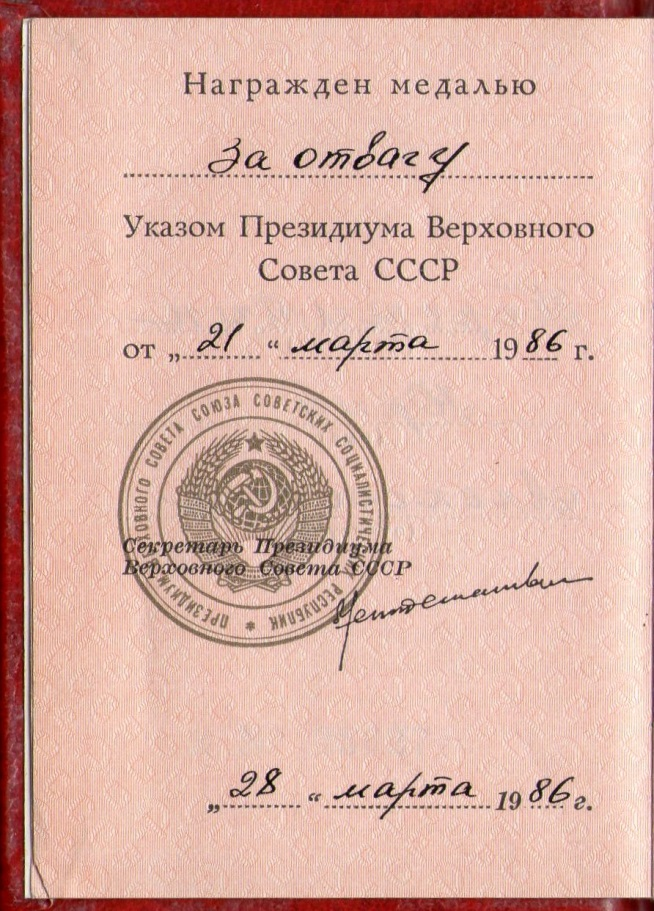 Награжден медалью
за отвагу
Указом Президиума Верховного
Совета СССР
от „ 21 “ марта 1986 г.
ПРЕЗИДИУМ ВЕРХОВНОГО СОВЕТА СОЮЗА СОВЕТСКИХ СОЦИАЛИСТИЧЕСКИХ РЕСПУБЛИК *
Секретарь Президиума
Верховного Совета СССР
„ 28 “ марта 1986 г.